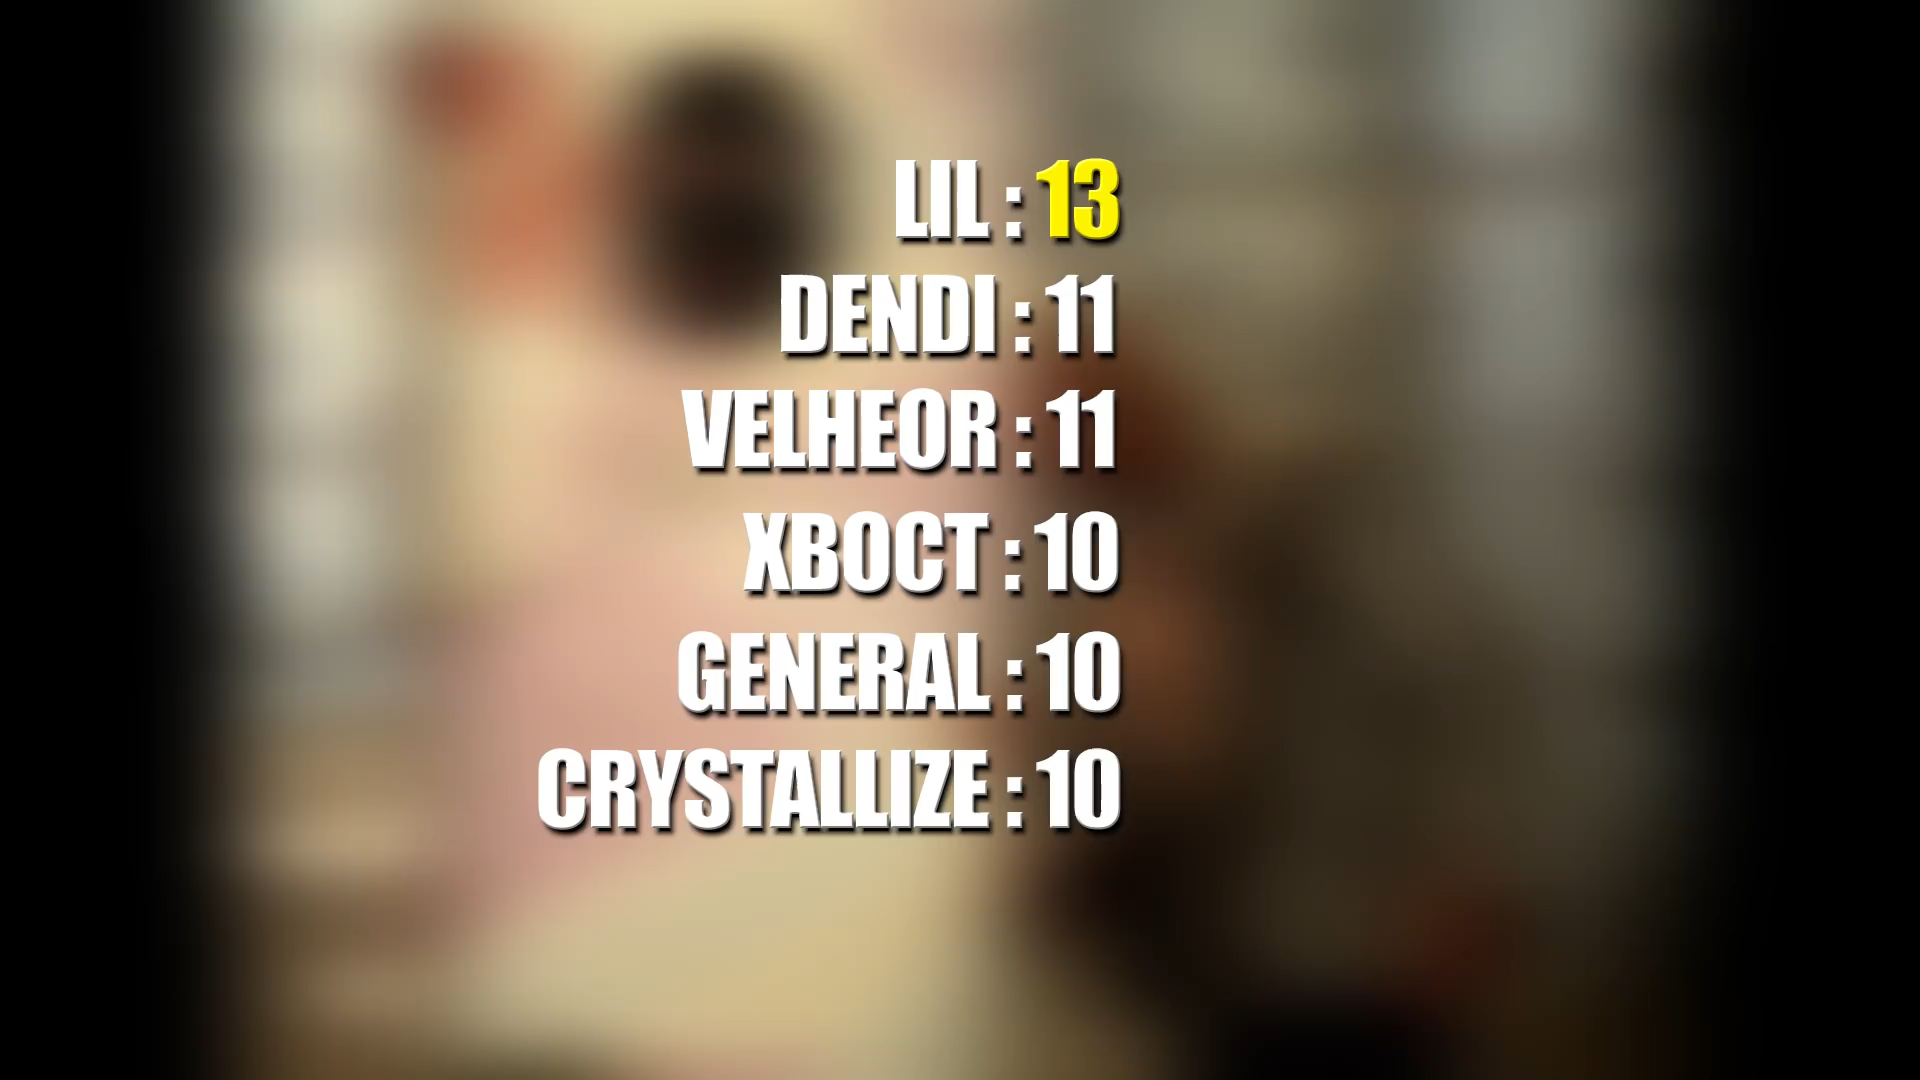 LIL : 13
DENDI : 11
VELHEOR : 11
XBOCT : 10
GENERAL : 10
CRYSTALLIZE : 10